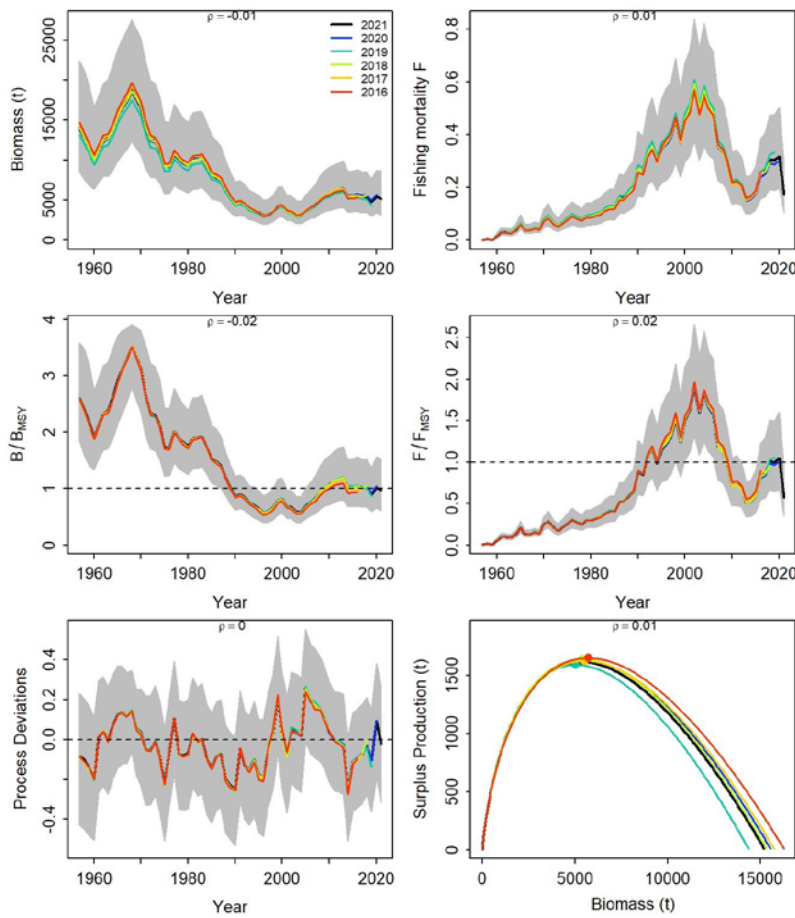 ρ = -0.01
ρ = 0.01
Biomass (t)
0 5000 15000 25000
1960 1980 2000 2020
Year
2021
2020
2019
2018
2017
2016
Fishing mortality F
0.0 0.2 0.4 0.6 0.8
1960 1980 2000 2020
Year
ρ = -0.02
ρ = 0.02
B/B_MSY
0 1 2 3 4
1960 1980 2000 2020
Year
F/F_MSY
0.0 0.5 1.0 1.5 2.0 2.5
1960 1980 2000 2020
Year
ρ = 0
ρ = 0.01
Process Deviations
-0.4 0.0 0.2 0.4
1960 1980 2000 2020
Year
Surplus Production (t)
0 500 1000 1500
0 5000 10000 15000
Biomass (t)